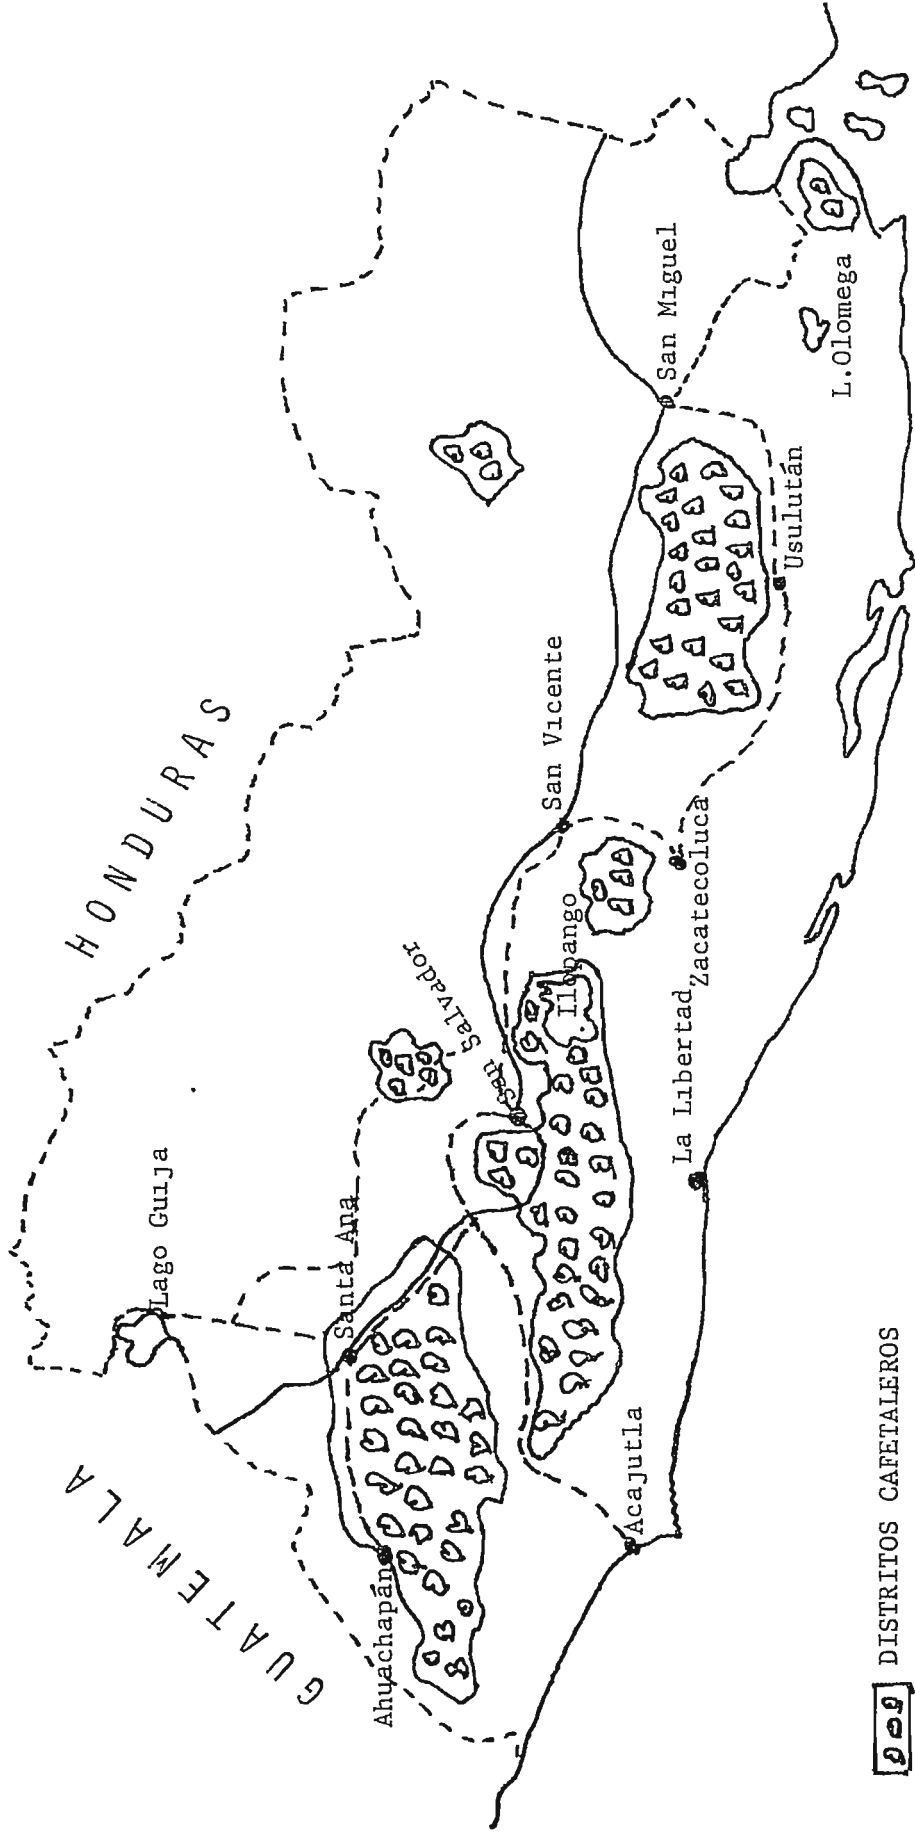 HONDURAS
GUATEMALA
Lago Guija
Santa Ana
Ahuachapán
San Salvador
Ilopango
San Vicente
San Miguel
Acajutla
La Libertad
Zacatecoluca
Usulután
L.Olomega
DISTRITOS CAFETALEROS